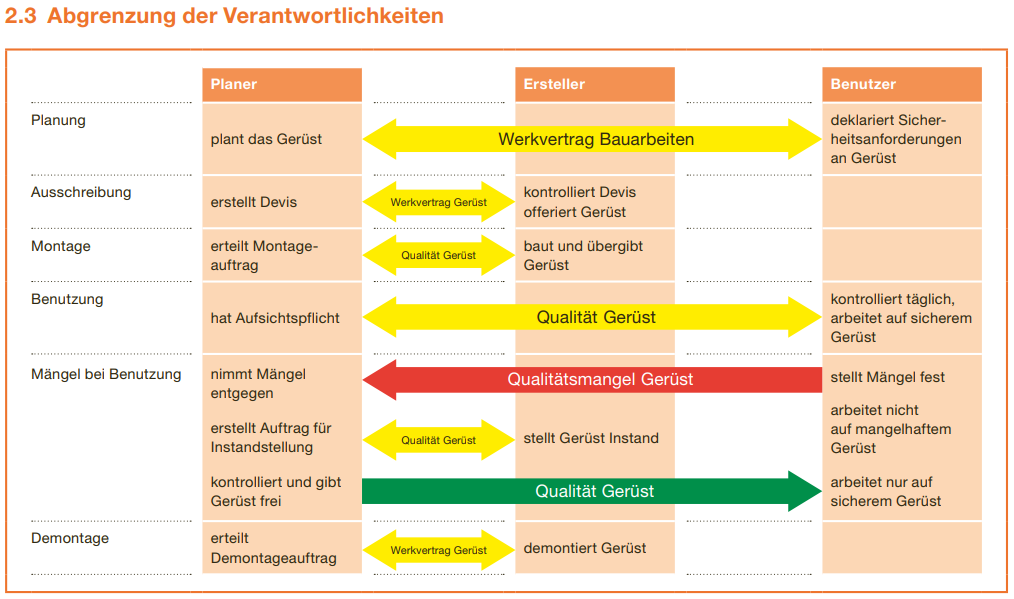 2.3 Abgrenzung der Verantwortlichkeiten
Planer
Ersteller
Benutzer
Planung
plant das Gerüst
Werkvertrag Bauarbeiten
deklariert Sicher-
heitsanforderungen
an Gerüst
Ausschreibung
erstellt Devis
Werkvertrag Gerüst
kontrolliert Devis
offeriert Gerüst
Montage
erteilt Montage-
auftrag
Qualität Gerüst
baut und übergibt
Gerüst
Benutzung
hat Aufsichtspflicht
Qualität Gerüst
kontrolliert täglich,
arbeitet auf sicherem
Gerüst
Mängel bei Benutzung
nimmt Mängel
entgegen
Qualitätsmangel Gerüst
stellt Mängel fest
arbeitet nicht
auf mangelhaftem
Gerüst
erstellt Auftrag für
Instandstellung
Qualität Gerüst
stellt Gerüst Instand
kontrolliert und gibt
Gerüst frei
Qualität Gerüst
arbeitet nur auf
sicherem Gerüst
Demontage
erteilt
Demontageauftrag
Werkvertrag Gerüst
demontiert Gerüst